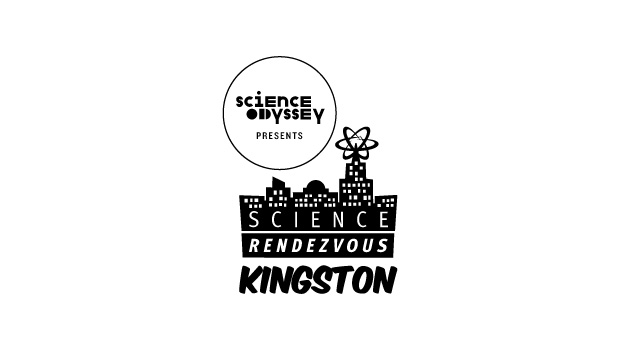 science
odyssey
PRESENTS
SCIENCE
RENDEZVOUS
KINGSTON